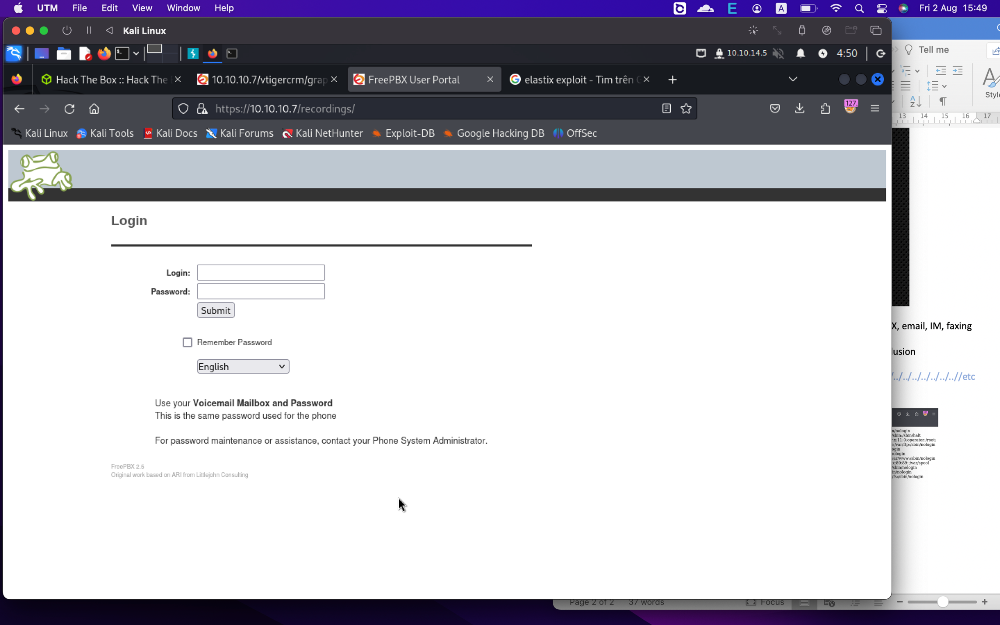 UTM File Edit View Window Help
A Fri 2 Aug 15:49
Kali Linux
Tell me
10.10.14.5 4:50
Hack The Box :: Hack The
10.10.10.7/vtigercrm/grap
FreePBX User Portal
elastix exploit - Tìm trên
https://10.10.10.7/recordings/
127.
Kali Linux Kali Tools Kali Docs Kali Forums Kali NetHunter Exploit-DB Google Hacking DB OffSec
13 14 15 16 17
Login
Login:
Password:
Submit
Remember Password
English
Use your Voicemail Mailbox and Password
This is the same password used for the phone
For password maintenance or assistance, contact your Phone System Administrator.
FreePBX 2.5
Original work based on ARI from Littlejohn Consulting
X, email, IM, faxing
lusion
/../../../../../../..//etc
n/nologin
/sbin:/sbin/halt
:x:11:0:operator:/root:
:/var/ftp:/sbin/nologin
ogin
ologin
var/www:/sbin/nologin
x:89:89::/var/spool
/sbin/nologin
in/nologin
/fs:/sbin/nologin
Page 2 of 2 37 words Focus